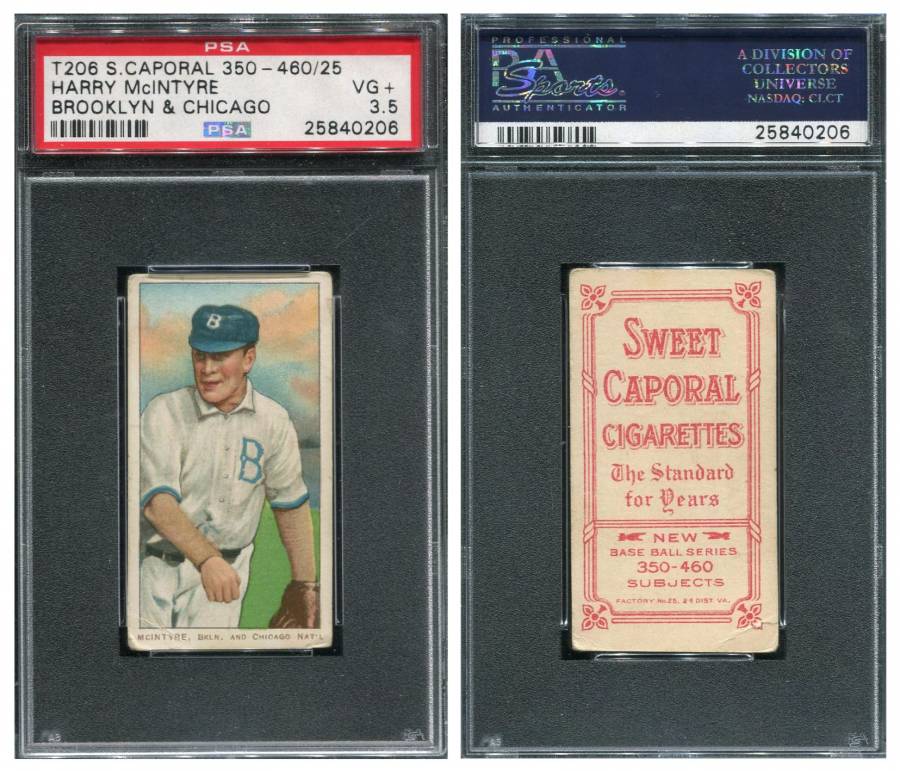 PSA
T206 S.CAPORAL 350-460/25
HARRY McINTYRE VG+
BROOKLYN & CHICAGO 3.5
PSA 25840206
B
B
McINTYRE, BKLN. AND CHICAGO NAT'L
PROFESSIONAL
PSA
Sports
AUTHENTICATOR
A DIVISION OF
COLLECTORS
UNIVERSE
NASDAQ: CLCT
25840206
SWEET
CAPORAL
CIGARETTES
The Standard
for Years
NEW
BASE BALL SERIES
350-460
SUBJECTS
FACTORY No.25, 2d DIST. VA.